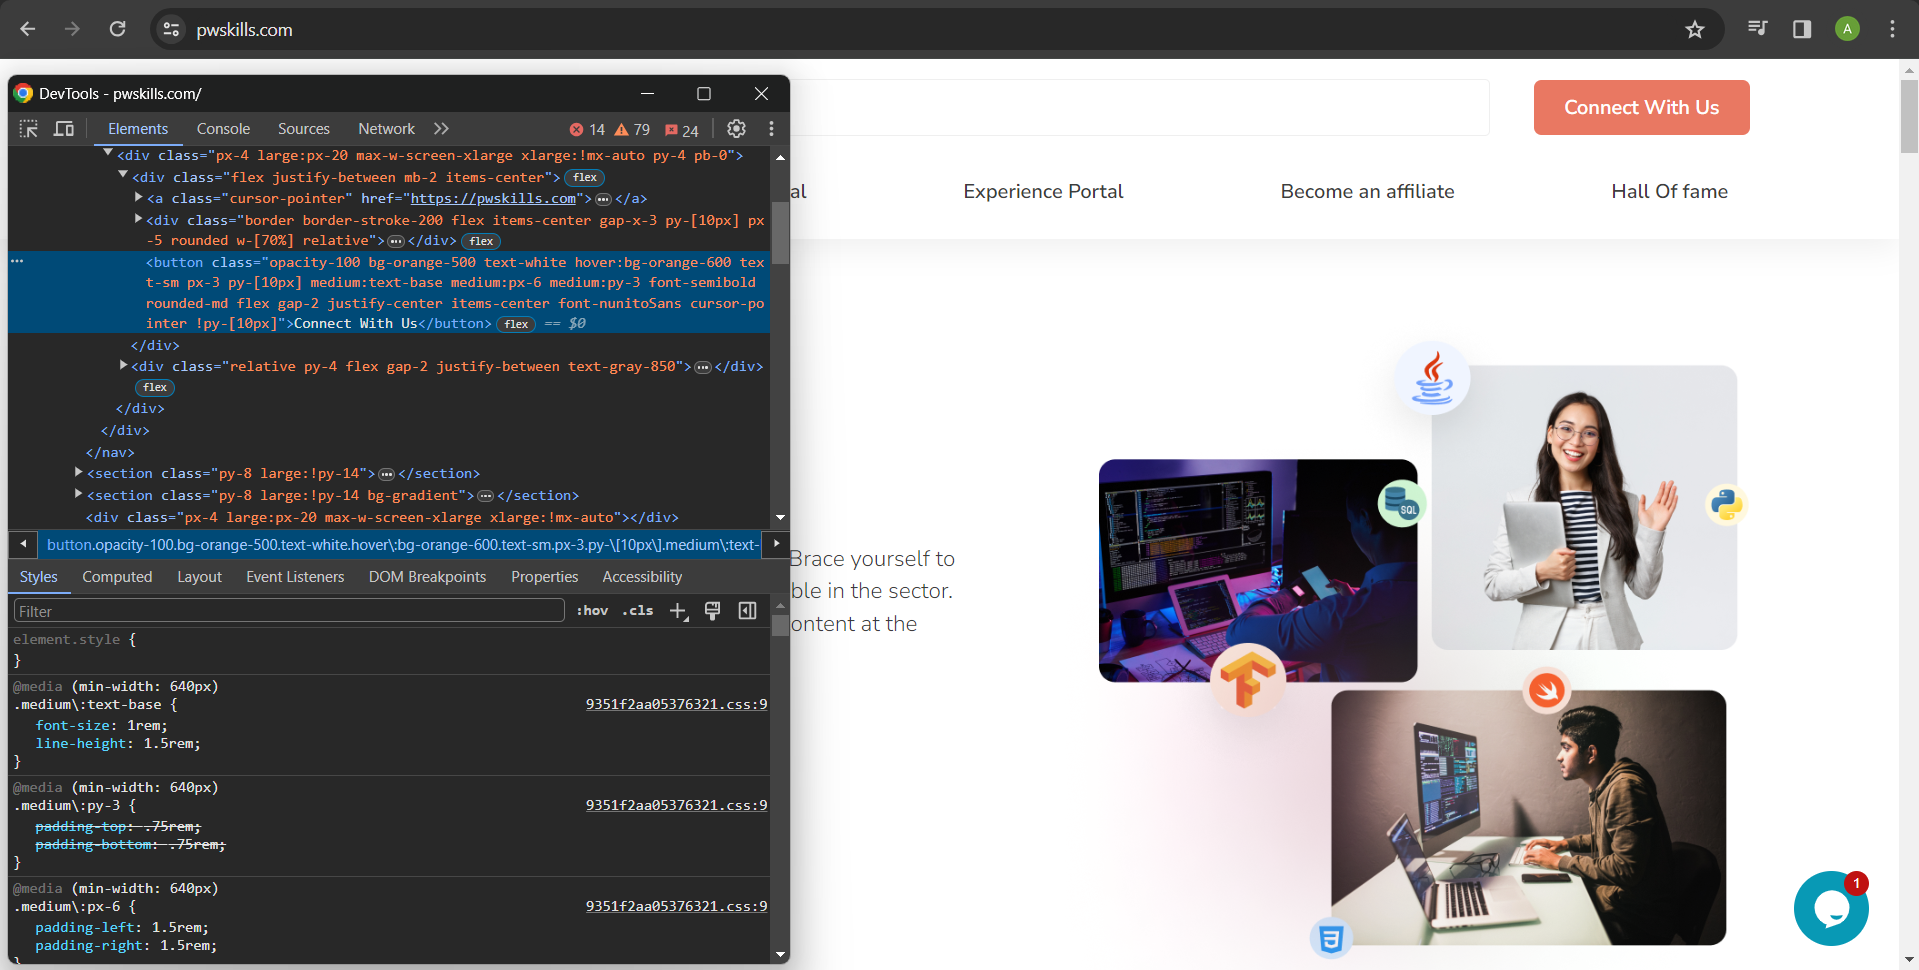 pwskills.com
A
DevTools - pwskills.com/
Elements
Console
Sources
Network
14
79
24
<div class="px-4 large:px-20 max-w-screen-xlarge xlarge:!mx-auto py-4 pb-0">
<div class="flex justify-between mb-2 items-center"> flex
<a class="cursor-pointer" href="https://pwskills.com">…</a>
<div class="border border-stroke-200 flex items-center gap-x-3 py-[10px] px
-5 rounded w-[70%] relative">…</div> flex
<button class="opacity-100 bg-orange-500 text-white hover:bg-orange-600 tex
t-sm px-3 py-[10px] medium:text-base medium:px-6 medium:py-3 font-semibold
rounded-md flex gap-2 justify-center items-center font-nunitoSans cursor-po
inter !py-[10px]">Connect With Us</button> flex == $0
</div>
<div class="relative py-4 flex gap-2 justify-between text-gray-850">…</div>
flex
</div>
</div>
</nav>
<section class="py-8 large:!py-14">…</section>
<section class="py-8 large:!py-14 bg-gradient">…</section>
<div class="px-4 large:px-20 max-w-screen-xlarge xlarge:!mx-auto"></div>
button.opacity-100.bg-orange-500.text-white.hover\:bg-orange-600.text-sm.px-3.py-\[10px\].medium\:text-
Styles
Computed
Layout
Event Listeners
DOM Breakpoints
Properties
Accessibility
Filter
:hov
.cls
element.style {
}
@media (min-width: 640px)
.medium\:text-base {
9351f2aa05376321.css:9
font-size: 1rem;
line-height: 1.5rem;
}
@media (min-width: 640px)
.medium\:py-3 {
9351f2aa05376321.css:9
padding-top: .75rem;
padding-bottom: .75rem;
}
@media (min-width: 640px)
.medium\:px-6 {
9351f2aa05376321.css:9
padding-left: 1.5rem;
padding-right: 1.5rem;
}
Connect With Us
al
Experience Portal
Become an affiliate
Hall Of fame
Brace yourself to
ble in the sector.
ontent at the
SQL
1